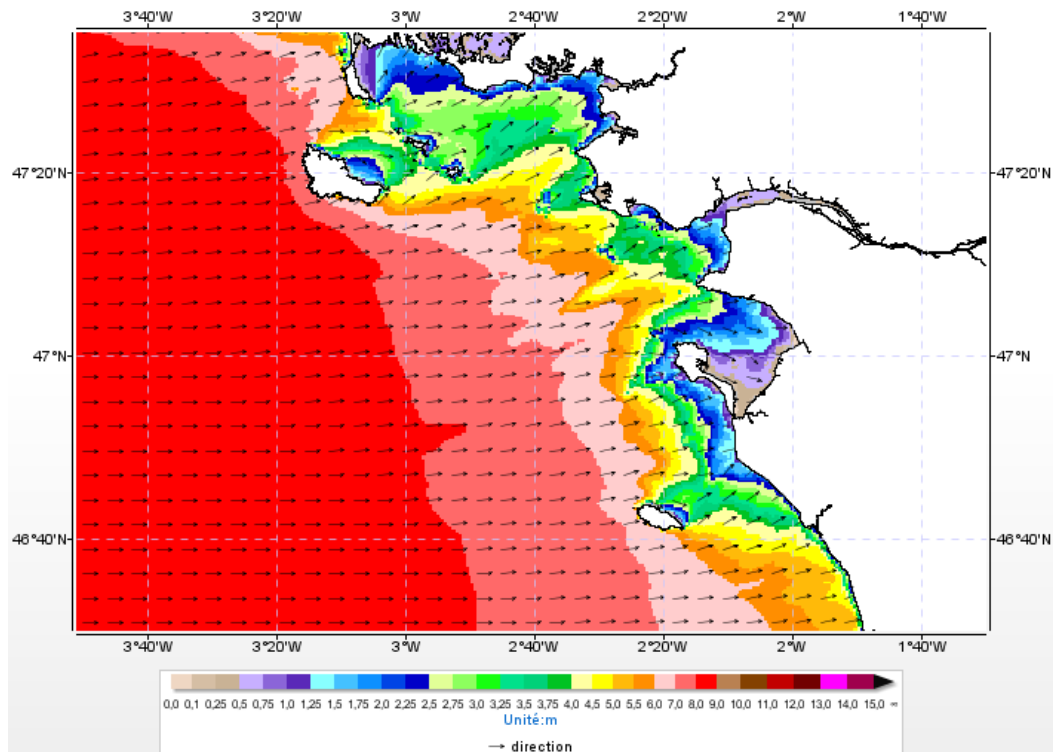 3°40'W 3°20'W 3°W 2°40'W 2°20'W 2°W 1°40'W
47°20'N 47°20'N
47°N 47°N
46°40'N 46°40'N
3°40'W 3°20'W 3°W 2°40'W 2°20'W 2°W 1°40'W
0,0 0,1 0,25 0,5 0,75 1,0 1,25 1,5 1,75 2,0 2,25 2,5 2,75 3,0 3,25 3,5 3,75 4,0 4,5 5,0 5,5 6,0 7,0 8,0 9,0 10,0 11,0 12,0 13,0 14,0 15,0 ∞
Unité:m
direction